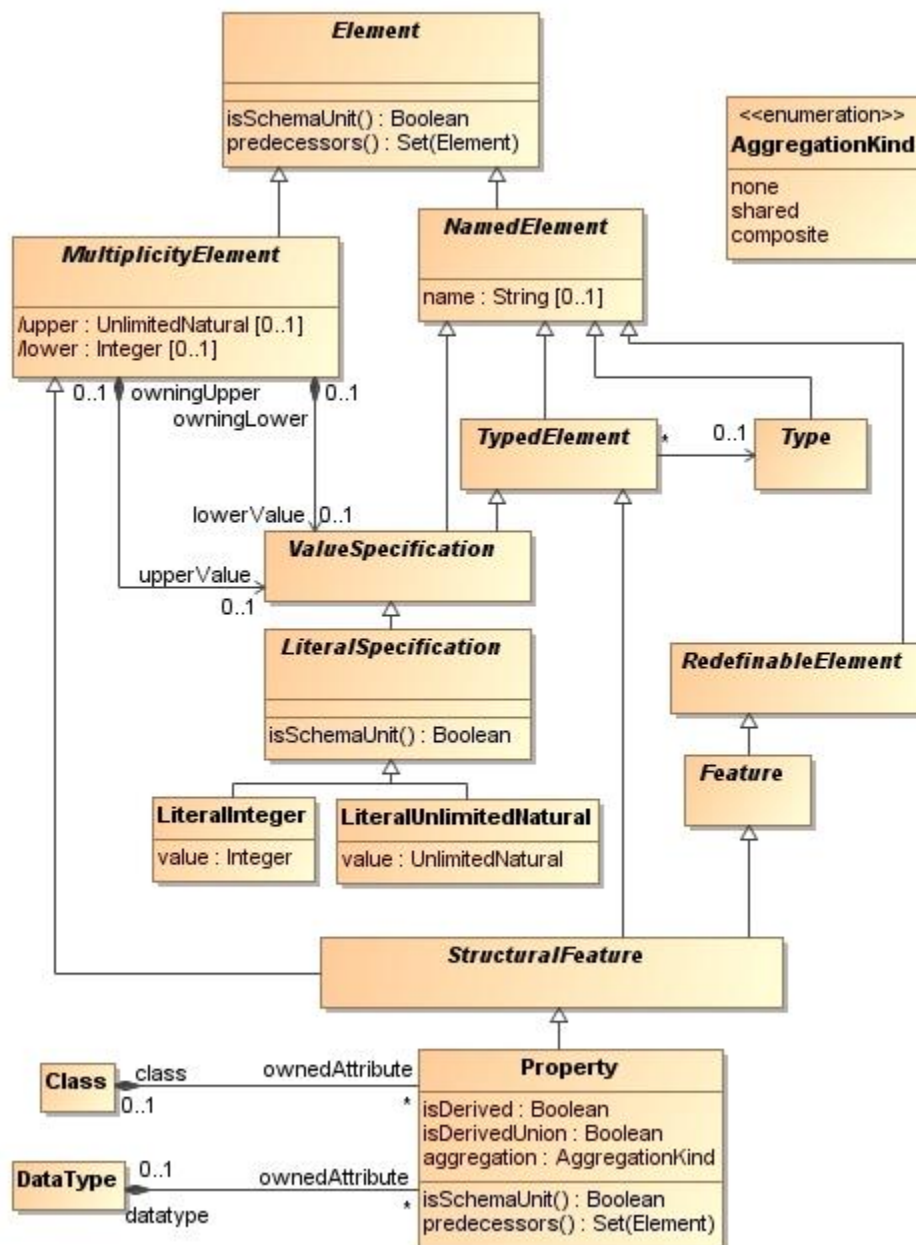 Element
isSchemaUnit() : Boolean
predecessors() : Set(Element)
<<enumeration>>
AggregationKind
none
shared
composite
MultiplicityElement
/upper : UnlimitedNatural [0..1]
/lower : Integer [0..1]
NamedElement
name : String [0..1]
0..1
owningUpper
0..1
owningLower
TypedElement
*
0..1
Type
lowerValue
0..1
ValueSpecification
upperValue
0..1
LiteralSpecification
isSchemaUnit() : Boolean
RedefinableElement
Feature
LiteralInteger
value : Integer
LiteralUnlimitedNatural
value : UnlimitedNatural
StructuralFeature
Class
class
0..1
ownedAttribute
*
Property
isDerived : Boolean
isDerivedUnion : Boolean
aggregation : AggregationKind
isSchemaUnit() : Boolean
predecessors() : Set(Element)
DataType
0..1
datatype
ownedAttribute
*